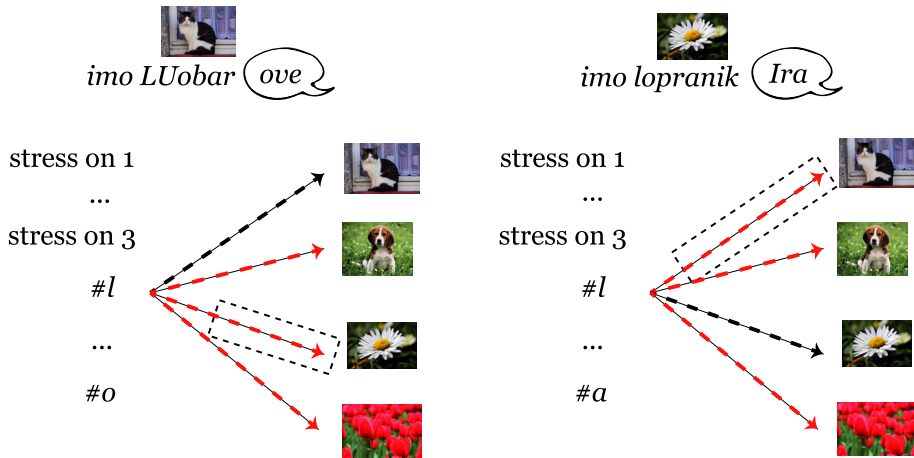 imo LUobar ove
stress on 1
...
stress on 3
#l
...
#o
imo lopranik Ira
stress on 1
...
stress on 3
#l
...
#a